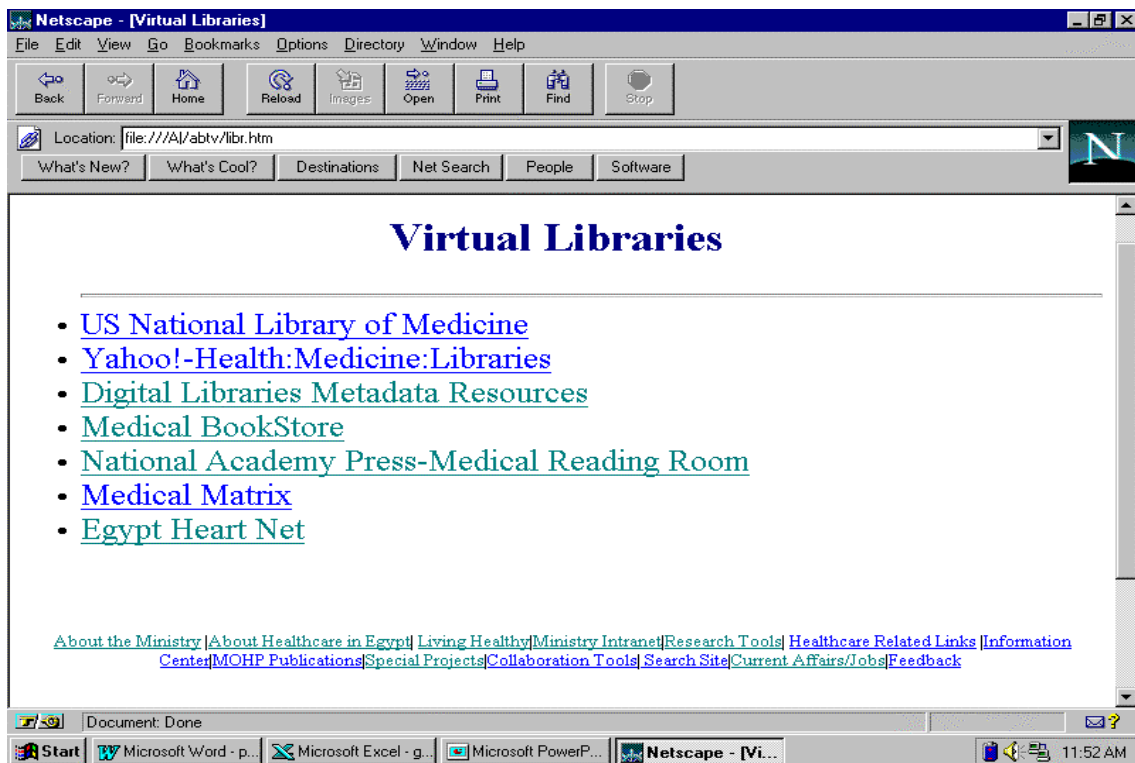 Netscape - [Virtual Libraries]
File Edit View Go Bookmarks Options Directory Window Help
Back Forward Home Reload Images Open Print Find Stop
Location: file:///A|/abtv/libr.htm
N
What's New? What's Cool? Destinations Net Search People Software
Virtual Libraries
• US National Library of Medicine
• Yahoo!-Health:Medicine:Libraries
• Digital Libraries Metadata Resources
• Medical BookStore
• National Academy Press-Medical Reading Room
• Medical Matrix
• Egypt Heart Net
About the Ministry |About Healthcare in Egypt| Living Healthy|Ministry Intranet|Research Tools| Healthcare Related Links |Information
Center|MOHP Publications|Special Projects|Collaboration Tools| Search Site|Current Affairs/Jobs|Feedback
Document: Done
Start Microsoft Word - p... Microsoft Excel - g... Microsoft PowerP... Netscape - [Vi... 11:52 AM